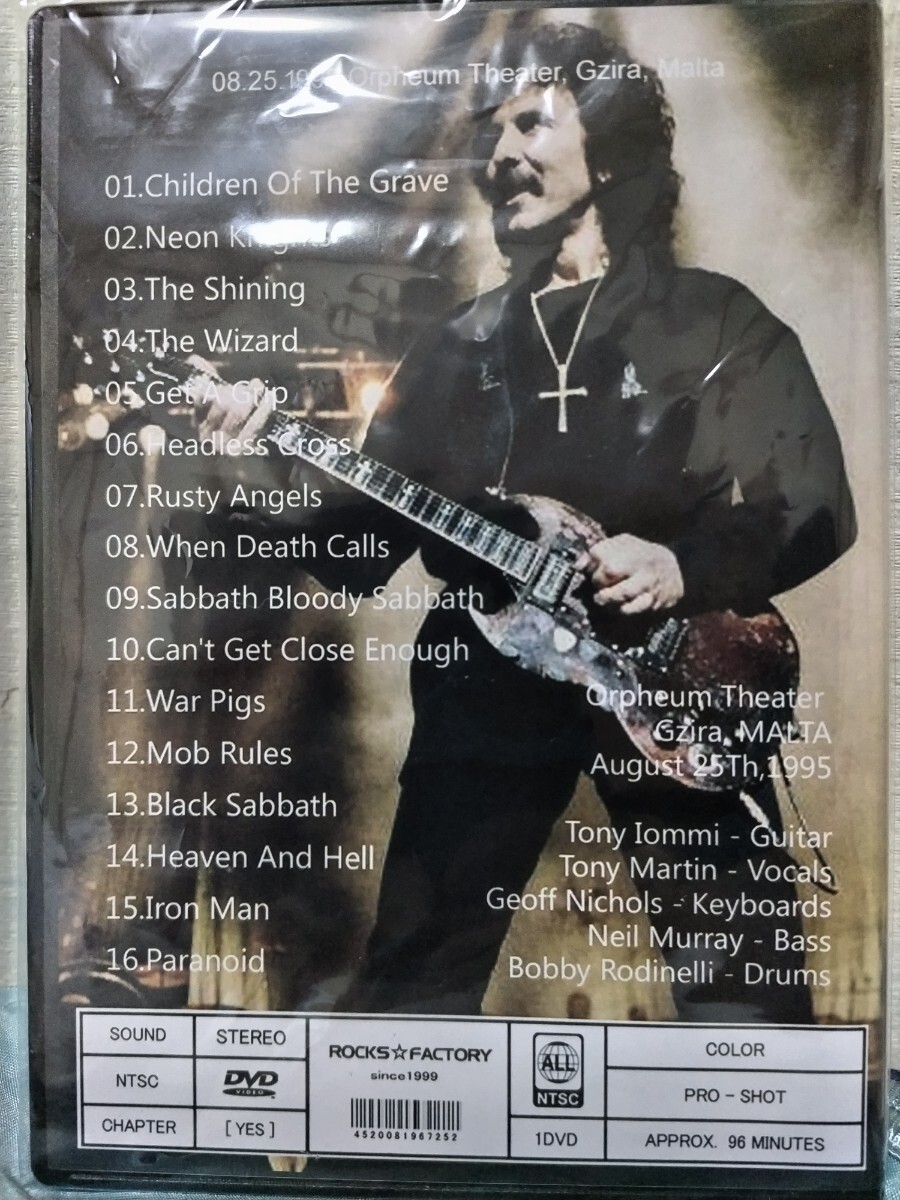 08.25.19 Orpheum Theater, Gzira, Malta
01.Children Of The Grave
02.Neon Knights
03.The Shining
04.The Wizard
05.Get A Grip
06.Headless Cross
07.Rusty Angels
08.When Death Calls
09.Sabbath Bloody Sabbath
10.Can't Get Close Enough
11.War Pigs
12.Mob Rules
13.Black Sabbath
14.Heaven And Hell
15.Iron Man
16.Paranoid
Orpheum Theater
Gzira, MALTA
August 25Th,1995
Tony Iommi - Guitar
Tony Martin - Vocals
Geoff Nichols - Keyboards
Neil Murray - Bass
Bobby Rodinelli - Drums
SOUND STEREO
NTSC DVD VIDEO
CHAPTER [ YES ]
ROCKS☆FACTORY
since1999
4520081967252
ALL
NTSC
1DVD
COLOR
PRO - SHOT
APPROX. 96 MINUTES